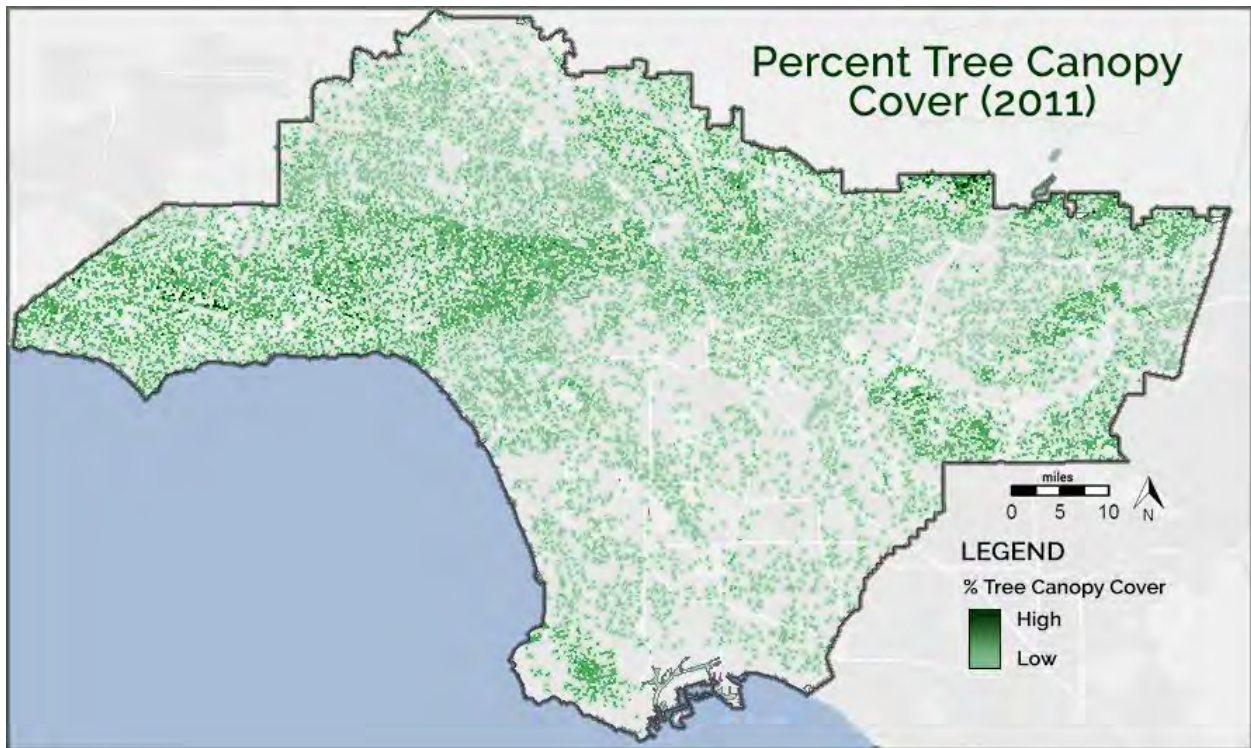 Percent Tree Canopy
Cover (2011)
miles
0 5 10
N
LEGEND
% Tree Canopy Cover
High
Low